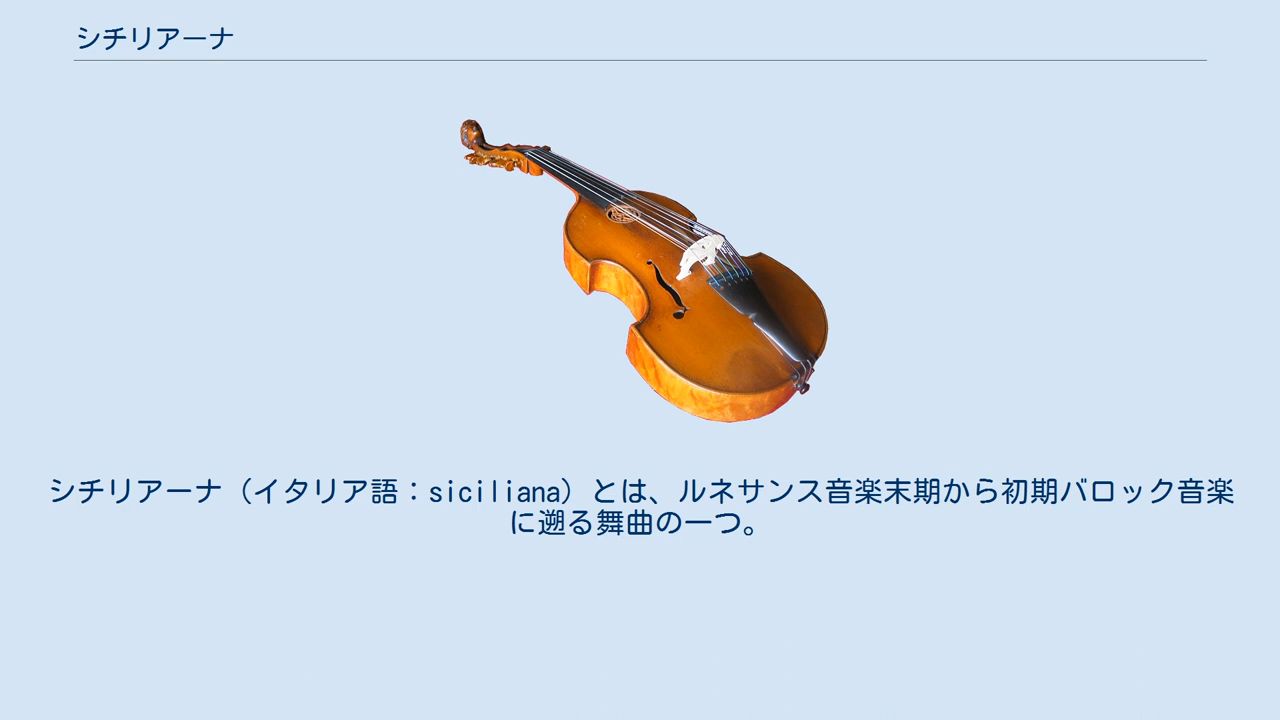 シチリアーナ
シチリアーナ（イタリア語：siciliana）とは、ルネサンス音楽末期から初期バロック音楽
に遡る舞曲の一つ。